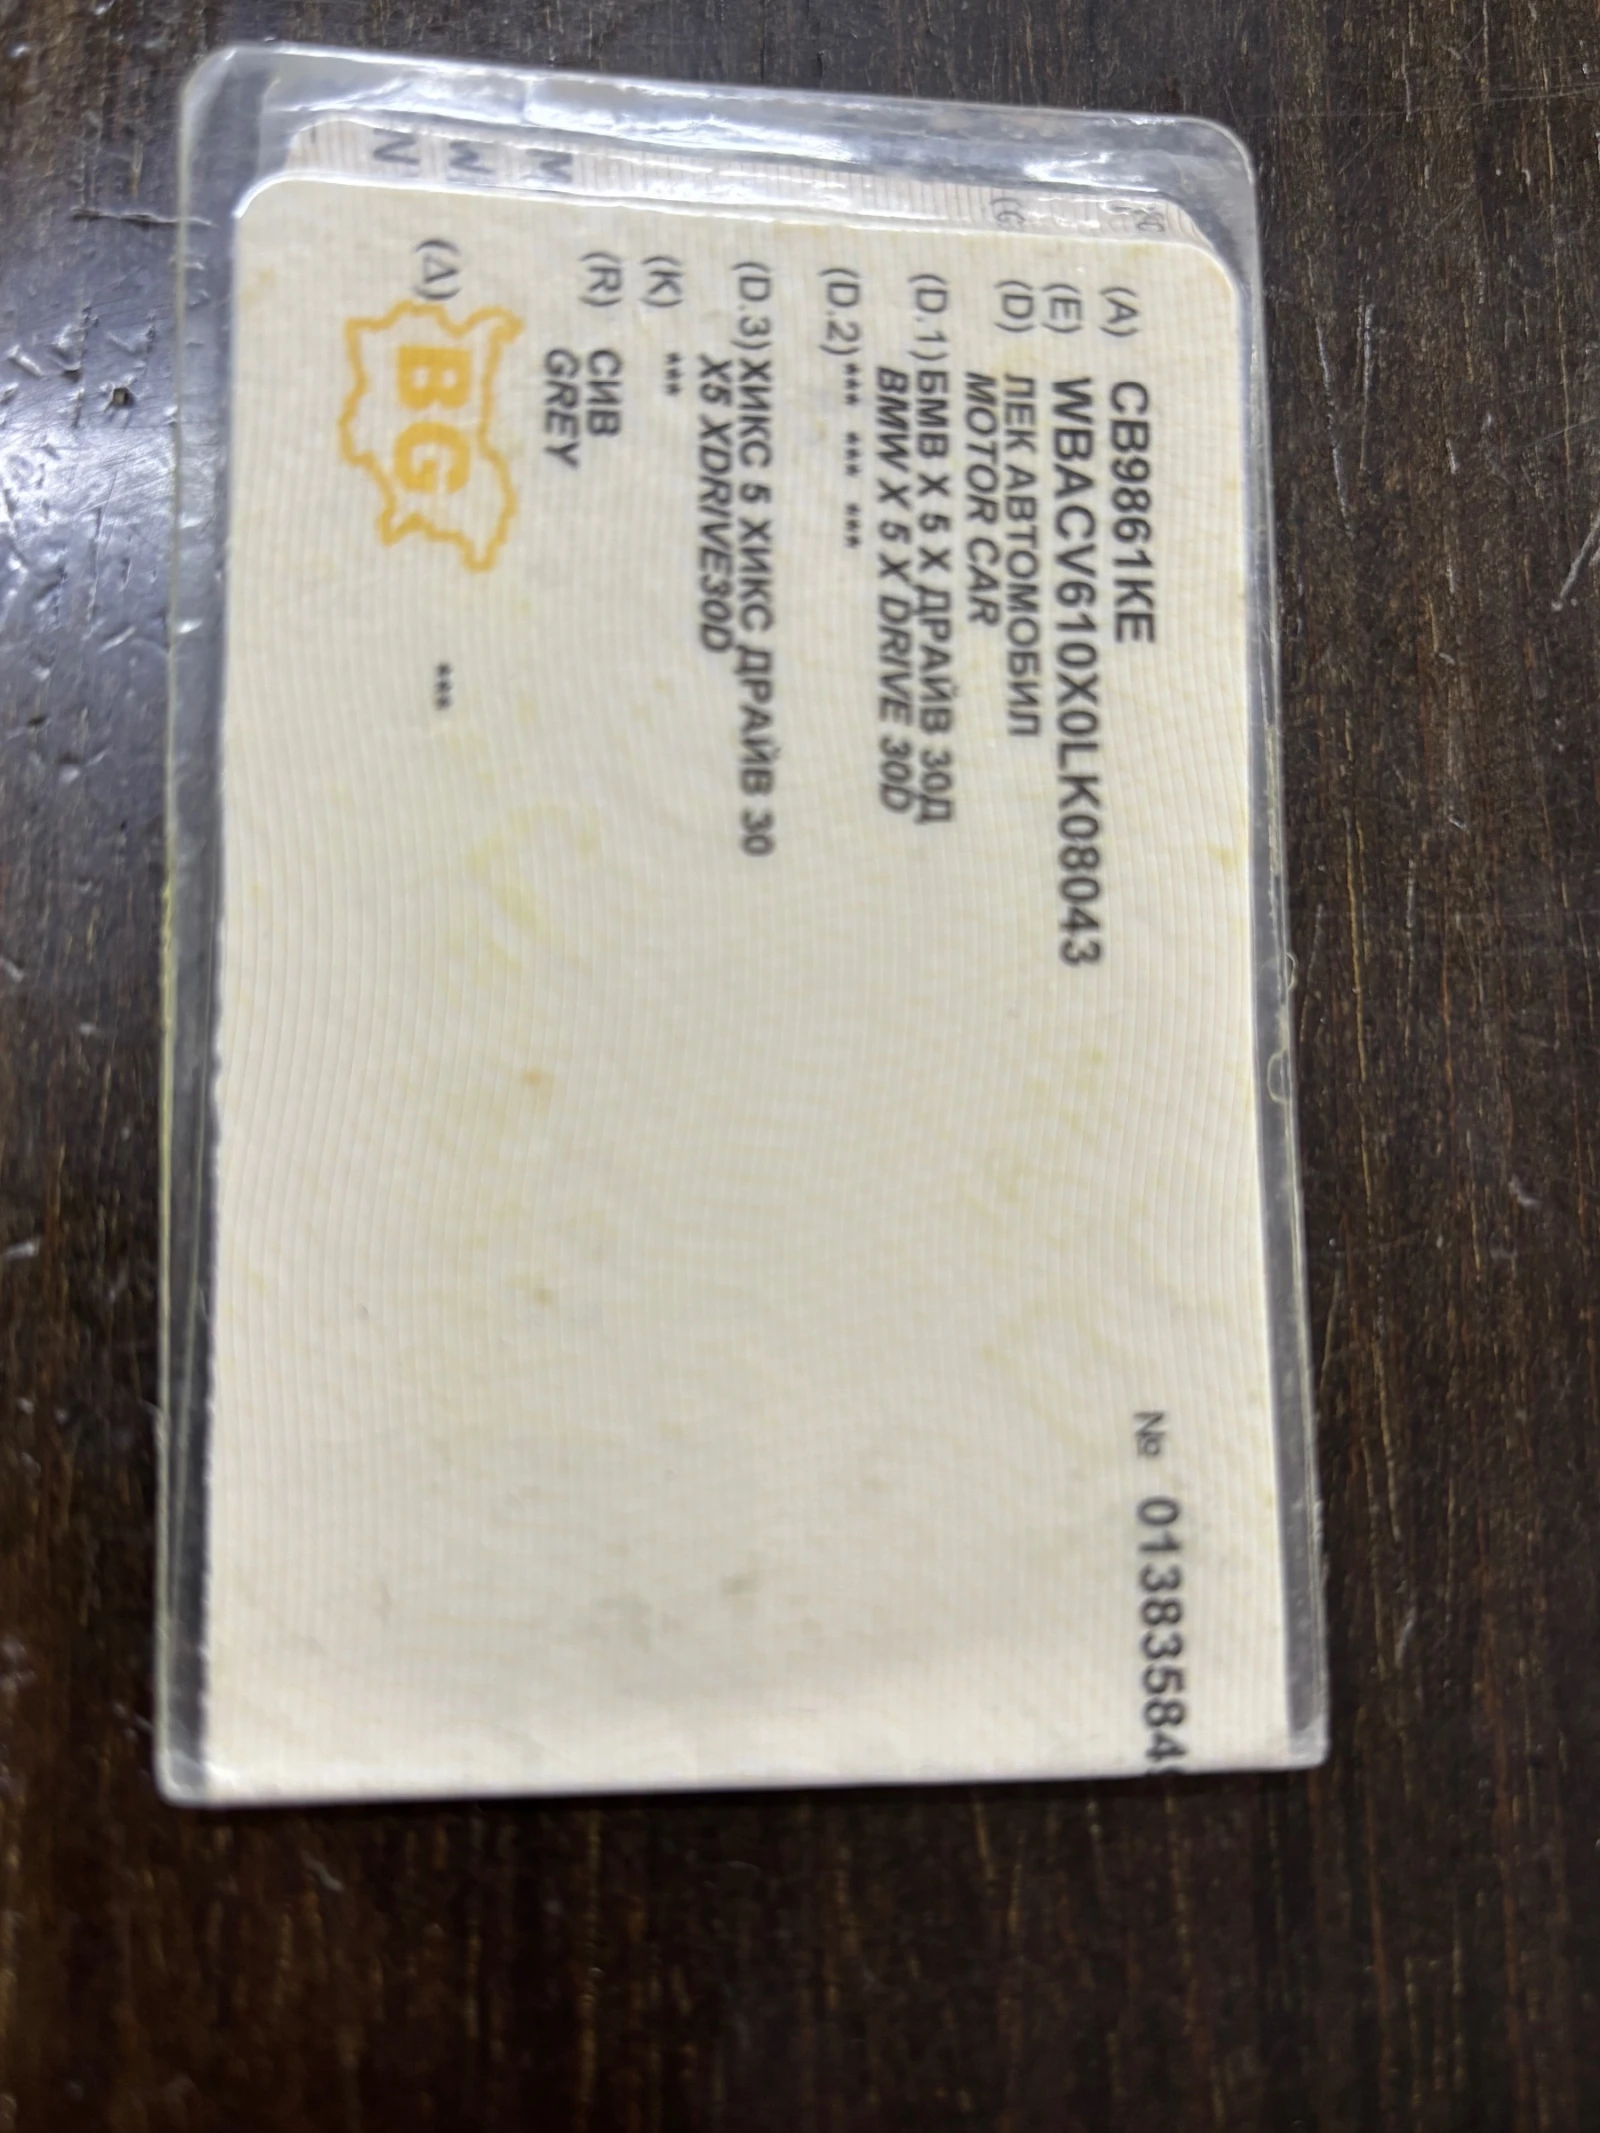 № 01383584
(A) CB9861KE
(E) WBACV610X0LK08043
(D) ЛЕК АВТОМОБИЛ
MOTOR CAR
(D.1) БМВ Х 5 Х ДРАЙВ 30Д
BMW X 5 X DRIVE 30D
(D.2) *** *** ***
(D.3) ХИКС 5 ХИКС ДРАЙВ 30
X5 XDRIVE30D
(K) ***
(R) СИВ
GREY
(Δ) ***
BG